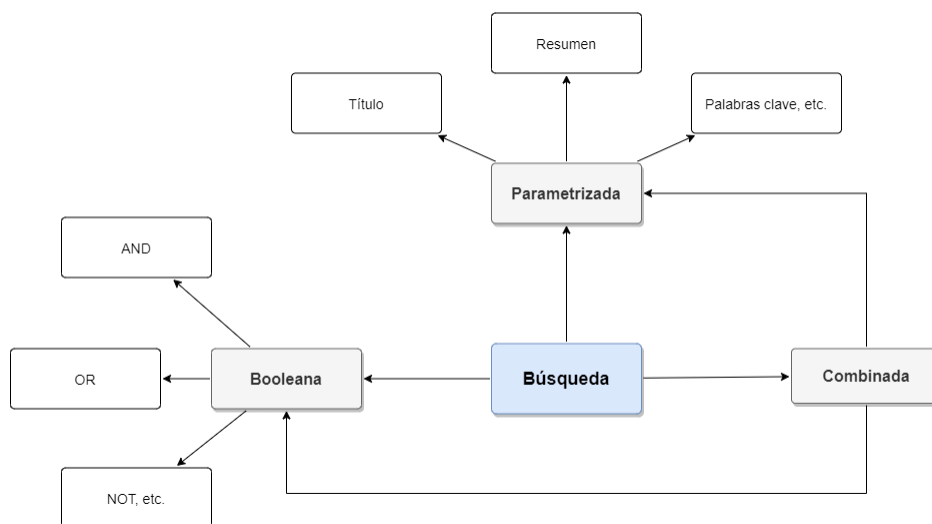 Resumen
Título
Palabras clave, etc.
Parametrizada
AND
OR
Booleana
Búsqueda
Combinada
NOT, etc.